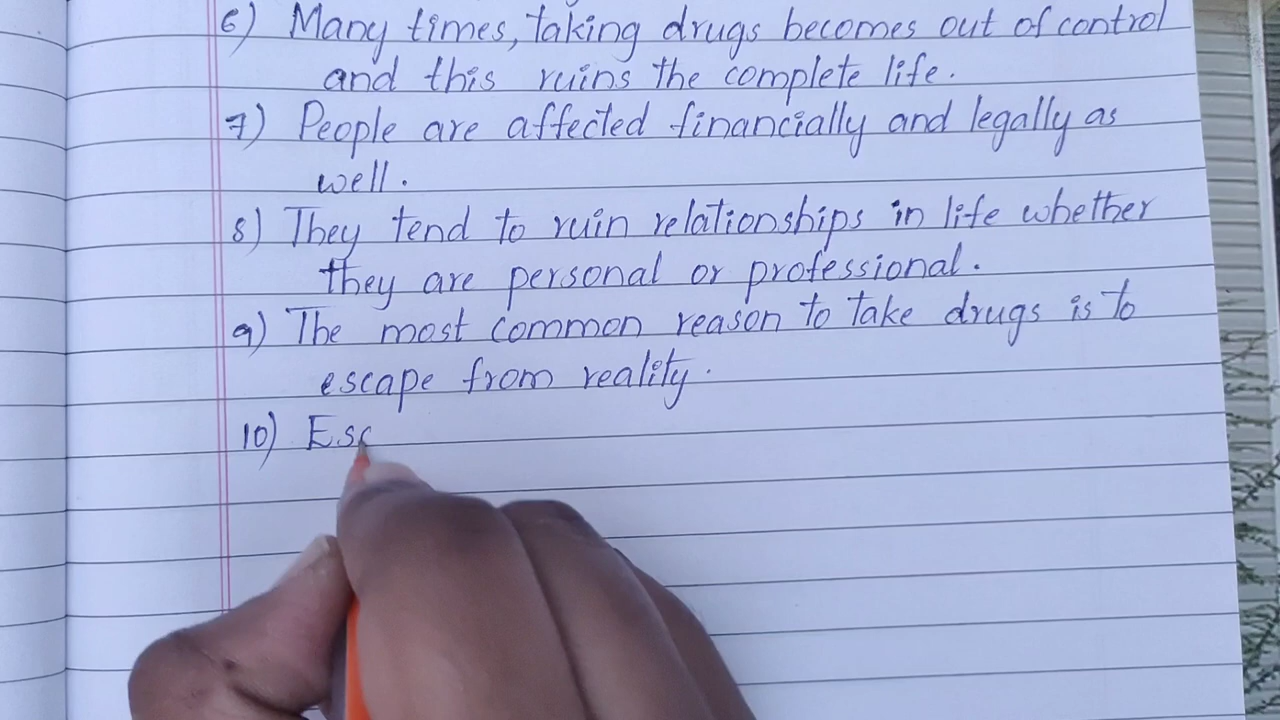 6) Many times, taking drugs becomes out of control
and this ruins the complete life.
7) People are affected financially and legally as
well.
8) They tend to ruin relationships in life whether
they are personal or professional.
9) The most common reason to take drugs is to
escape from reality.
10) Esc